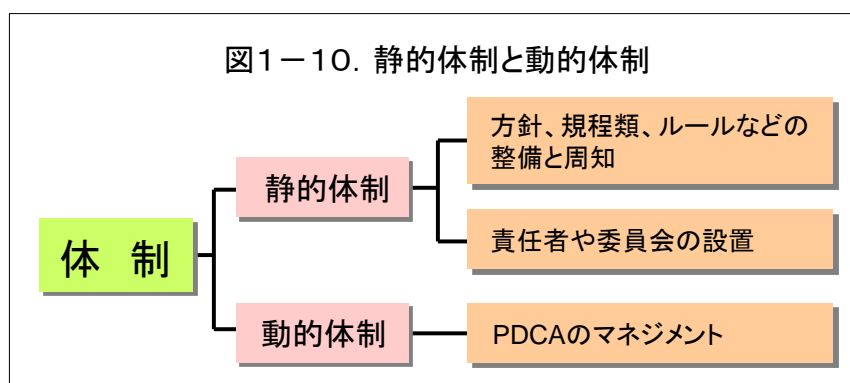 図1－10. 静的体制と動的体制
方針、規程類、ルールなどの
整備と周知
静的体制
責任者や委員会の設置
体 制
動的体制
PDCAのマネジメント